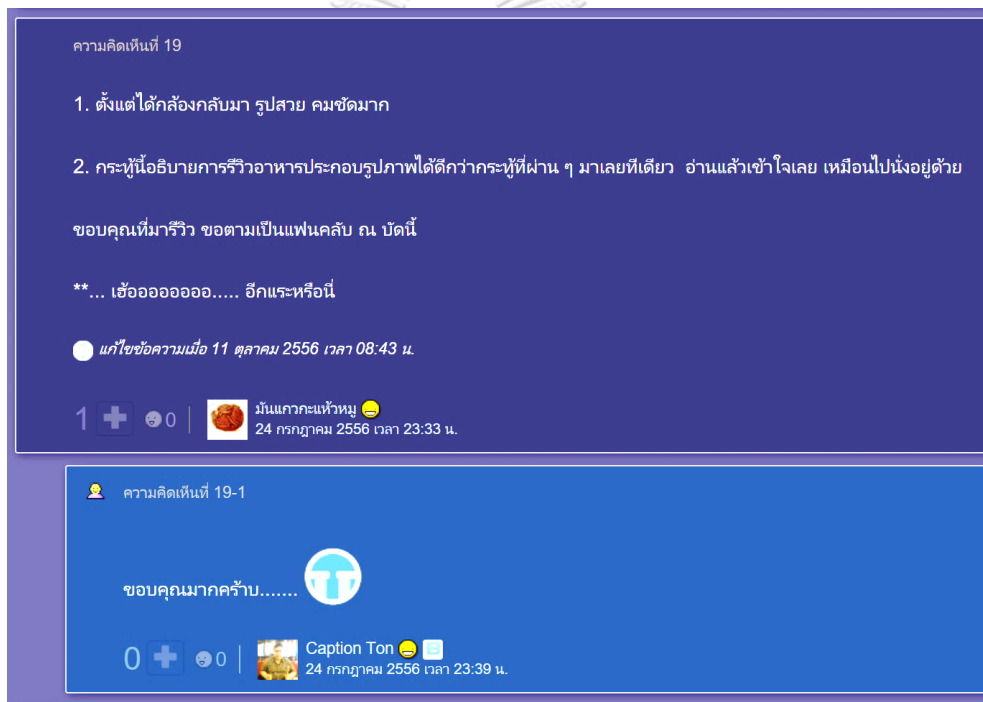 ความคิดเห็นที่ 19
1. ตั้งแต่ได้กล้องกลับมา รูปสวย คมชัดมาก
2. กระทู้นี้อธิบายการรีวิวอาหารประกอบรูปภาพได้ดีกว่ากระทู้ที่ผ่าน ๆ มาเลยทีเดียว อ่านแล้วเข้าใจเลย เหมือนไปนั่งอยู่ด้วย
ขอบคุณที่มารีวิว ขอตามเป็นแฟนคลับ ณ บัดนี้
**... เฮ้อออออออออ..... อีกแระหรือนี่
แก้ไขข้อความเมื่อ 11 ตุลาคม 2556 เวลา 08:43 น.
1 0
มันแกวกะแห้วหมู
24 กรกฎาคม 2556 เวลา 23:33 น.
ความคิดเห็นที่ 19-1
ขอบคุณมากคร้าบ.......
0 0
Caption Ton
24 กรกฎาคม 2556 เวลา 23:39 น.